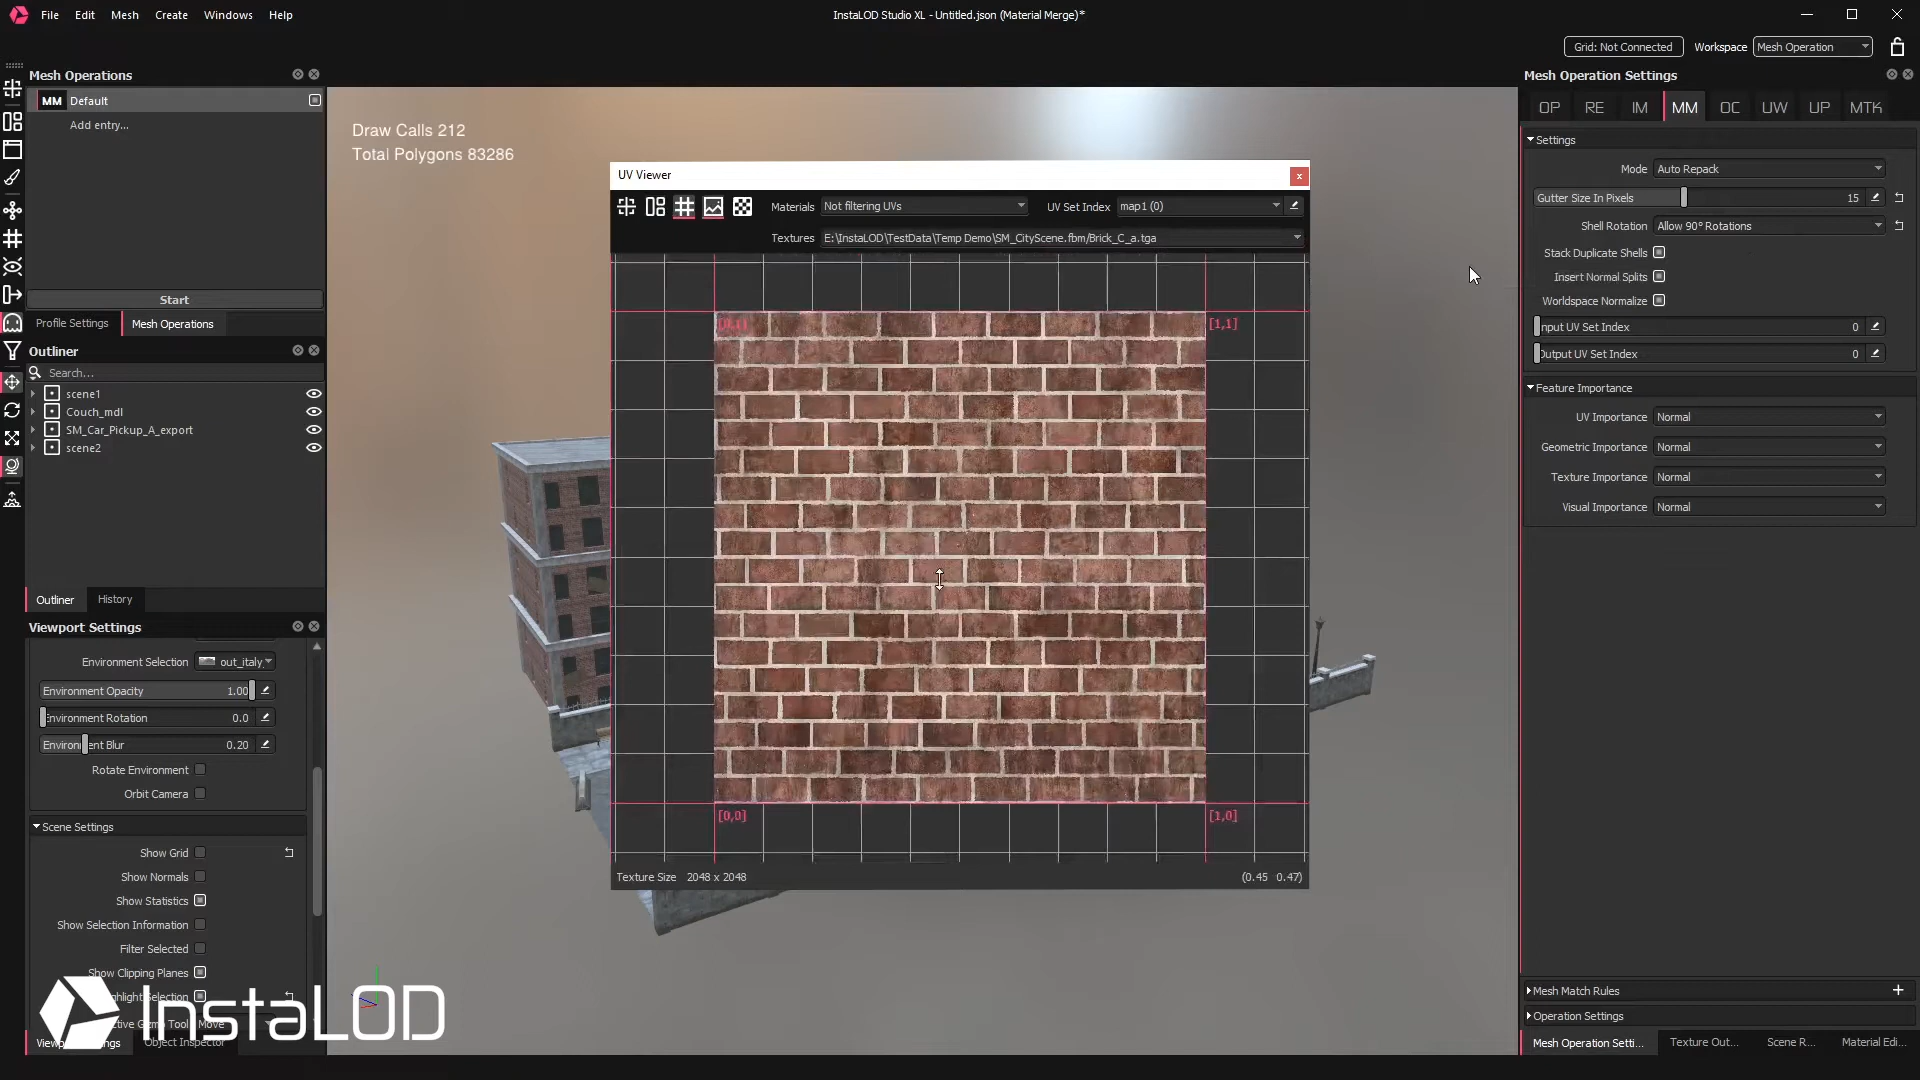 File Edit Mesh Create Windows Help
InstaLOD Studio XL - Untitled.json (Material Merge)*
Grid: Not Connected
Workspace Mesh Operation
Mesh Operations
MM Default
Add entry...
Start
Profile Settings Mesh Operations
Outliner
Search...
scene1
Couch_mdl
SM_Car_Pickup_A_export
scene2
Outliner History
Viewport Settings
Environment Selection out_italy
Environment Opacity 1.00
Environment Rotation 0.0
Environment Blur 0.20
Rotate Environment
Orbit Camera
Scene Settings
Show Grid
Show Normals
Show Statistics
Show Selection Information
Filter Selected
Show Clipping Planes
InstaLOD
Object Inspector
Draw Calls 212
Total Polygons 83286
UV Viewer
Materials Not filtering UVs
UV Set Index map1 (0)
Textures E:\InstaLOD\TestData\Temp Demo\SM_CityScene.fbm/Brick_C_a.tga
[0,1] [1,1]
[0,0] [1,0]
Texture Size 2048 x 2048
(0.45 0.47)
Mesh Operation Settings
OP RE IM MM OC UW UP MTK
Settings
Mode Auto Repack
Gutter Size In Pixels 15
Shell Rotation Allow 90° Rotations
Stack Duplicate Shells
Insert Normal Splits
Worldspace Normalize
Input UV Set Index 0
Output UV Set Index 0
Feature Importance
UV Importance Normal
Geometric Importance Normal
Texture Importance Normal
Visual Importance Normal
Mesh Match Rules +
Operation Settings
Mesh Operation Setti... Texture Out... Scene R... Material Edi...